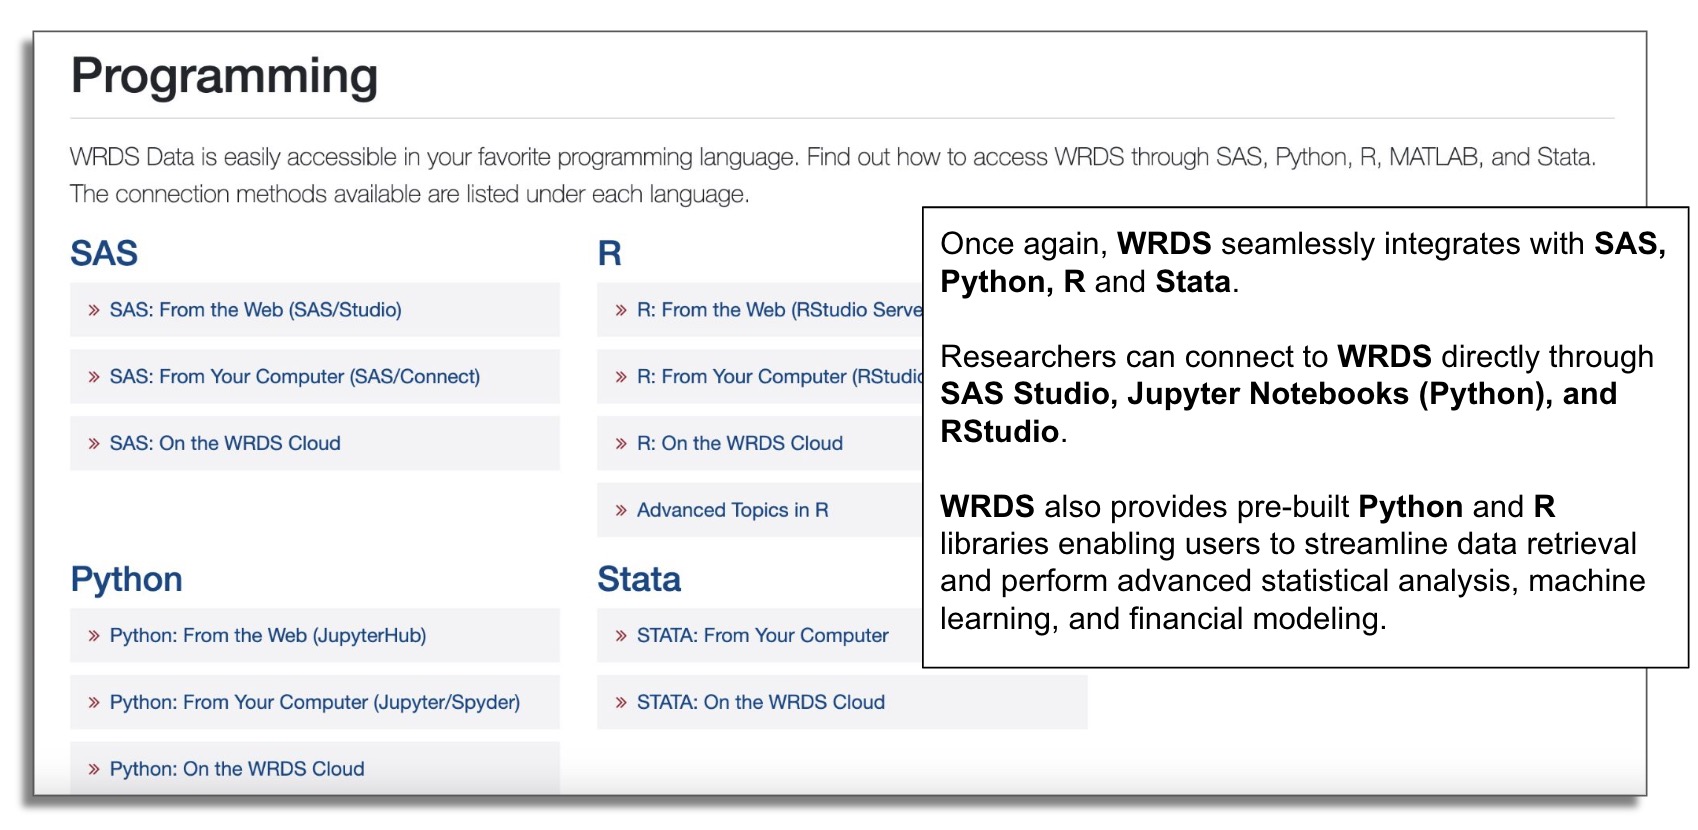 Programming
WRDS Data is easily accessible in your favorite programming language. Find out how to access WRDS through SAS, Python, R, MATLAB, and Stata.
The connection methods available are listed under each language.
SAS
» SAS: From the Web (SAS/Studio)
» SAS: From Your Computer (SAS/Connect)
» SAS: On the WRDS Cloud
R
» R: From the Web (RStudio Serve
» R: From Your Computer (RStudio
» R: On the WRDS Cloud
» Advanced Topics in R
Python
» Python: From the Web (JupyterHub)
» Python: From Your Computer (Jupyter/Spyder)
» Python: On the WRDS Cloud
Stata
» STATA: From Your Computer
» STATA: On the WRDS Cloud
Once again, WRDS seamlessly integrates with SAS,
Python, R and Stata.
Researchers can connect to WRDS directly through
SAS Studio, Jupyter Notebooks (Python), and
RStudio.
WRDS also provides pre-built Python and R
libraries enabling users to streamline data retrieval
and perform advanced statistical analysis, machine
learning, and financial modeling.